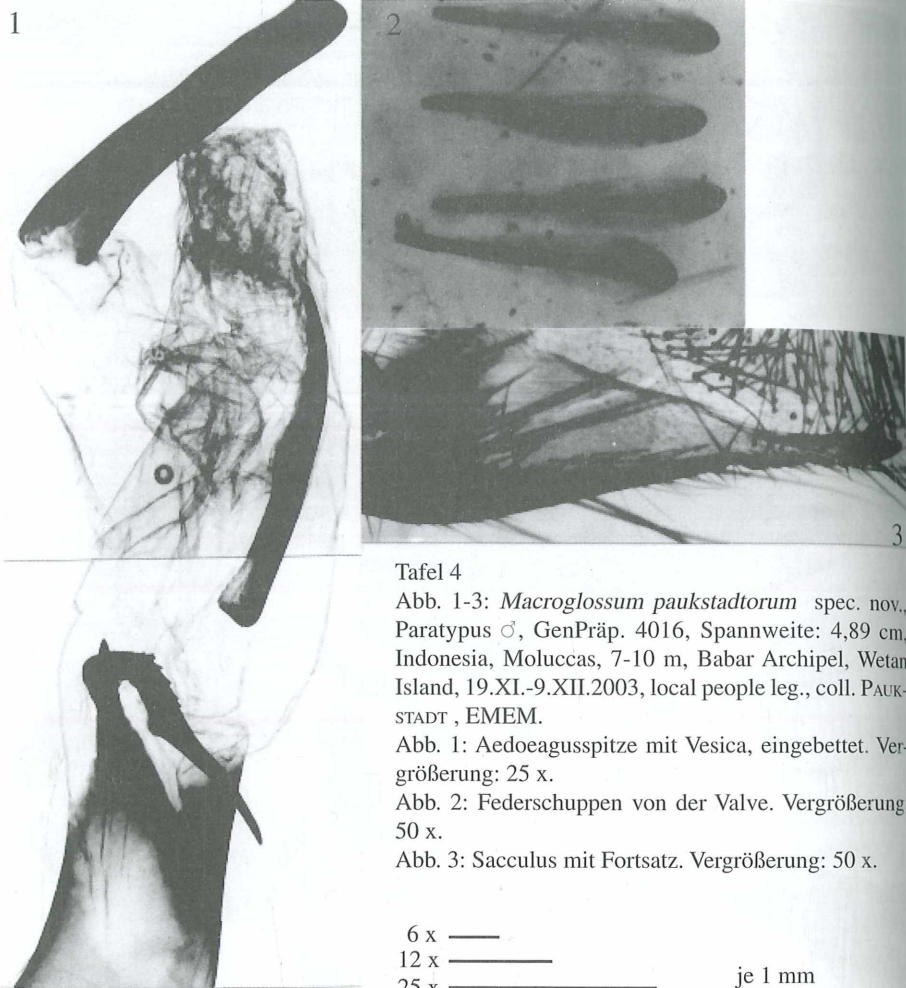 1
2
3
Tafel 4
Abb. 1-3: Macroglossum paukstadtorum spec. nov.,
Paratypus ♂, GenPräp. 4016, Spannweite: 4,89 cm,
Indonesia, Moluccas, 7-10 m, Babar Archipel, Wetan
Island, 19.XI.-9.XII.2003, local people leg., coll. PAUK-
STADT , EMEM.
Abb. 1: Aedoeagusspitze mit Vesica, eingebettet. Ver-
größerung: 25 x.
Abb. 2: Federschuppen von der Valve. Vergrößerung
50 x.
Abb. 3: Sacculus mit Fortsatz. Vergrößerung: 50 x.
6 x
12 x
je 1 mm
25 x